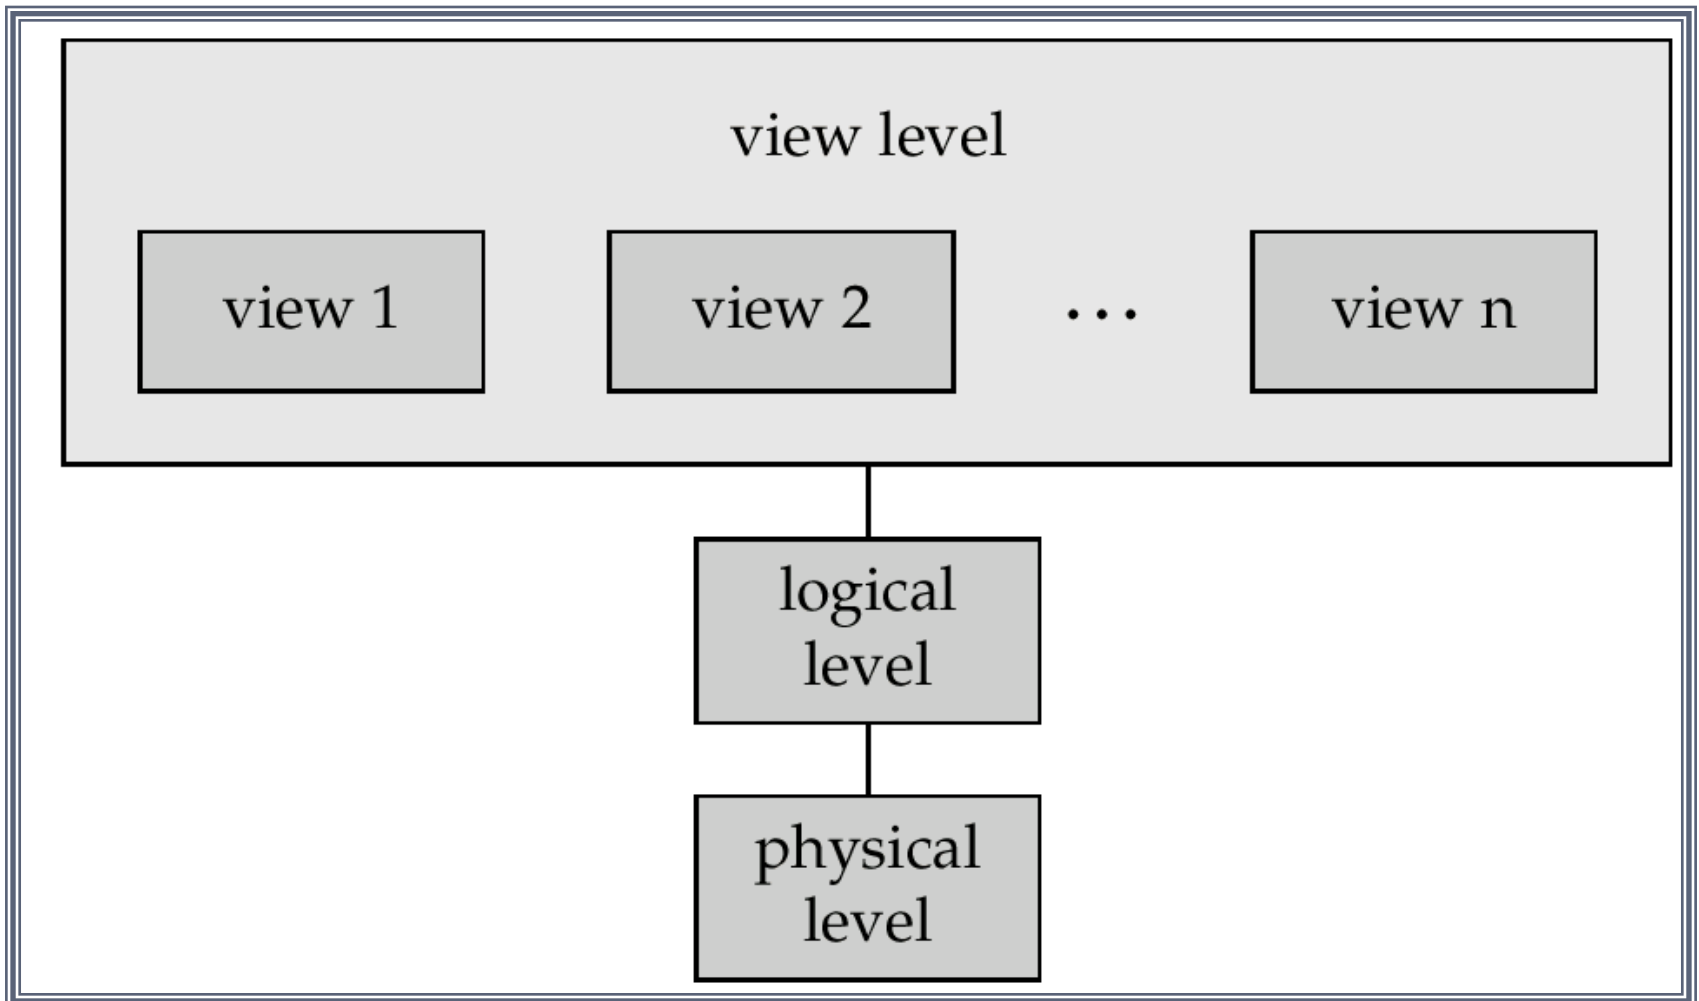 view level
view 1 view 2 ... view n
logical
level
physical
level